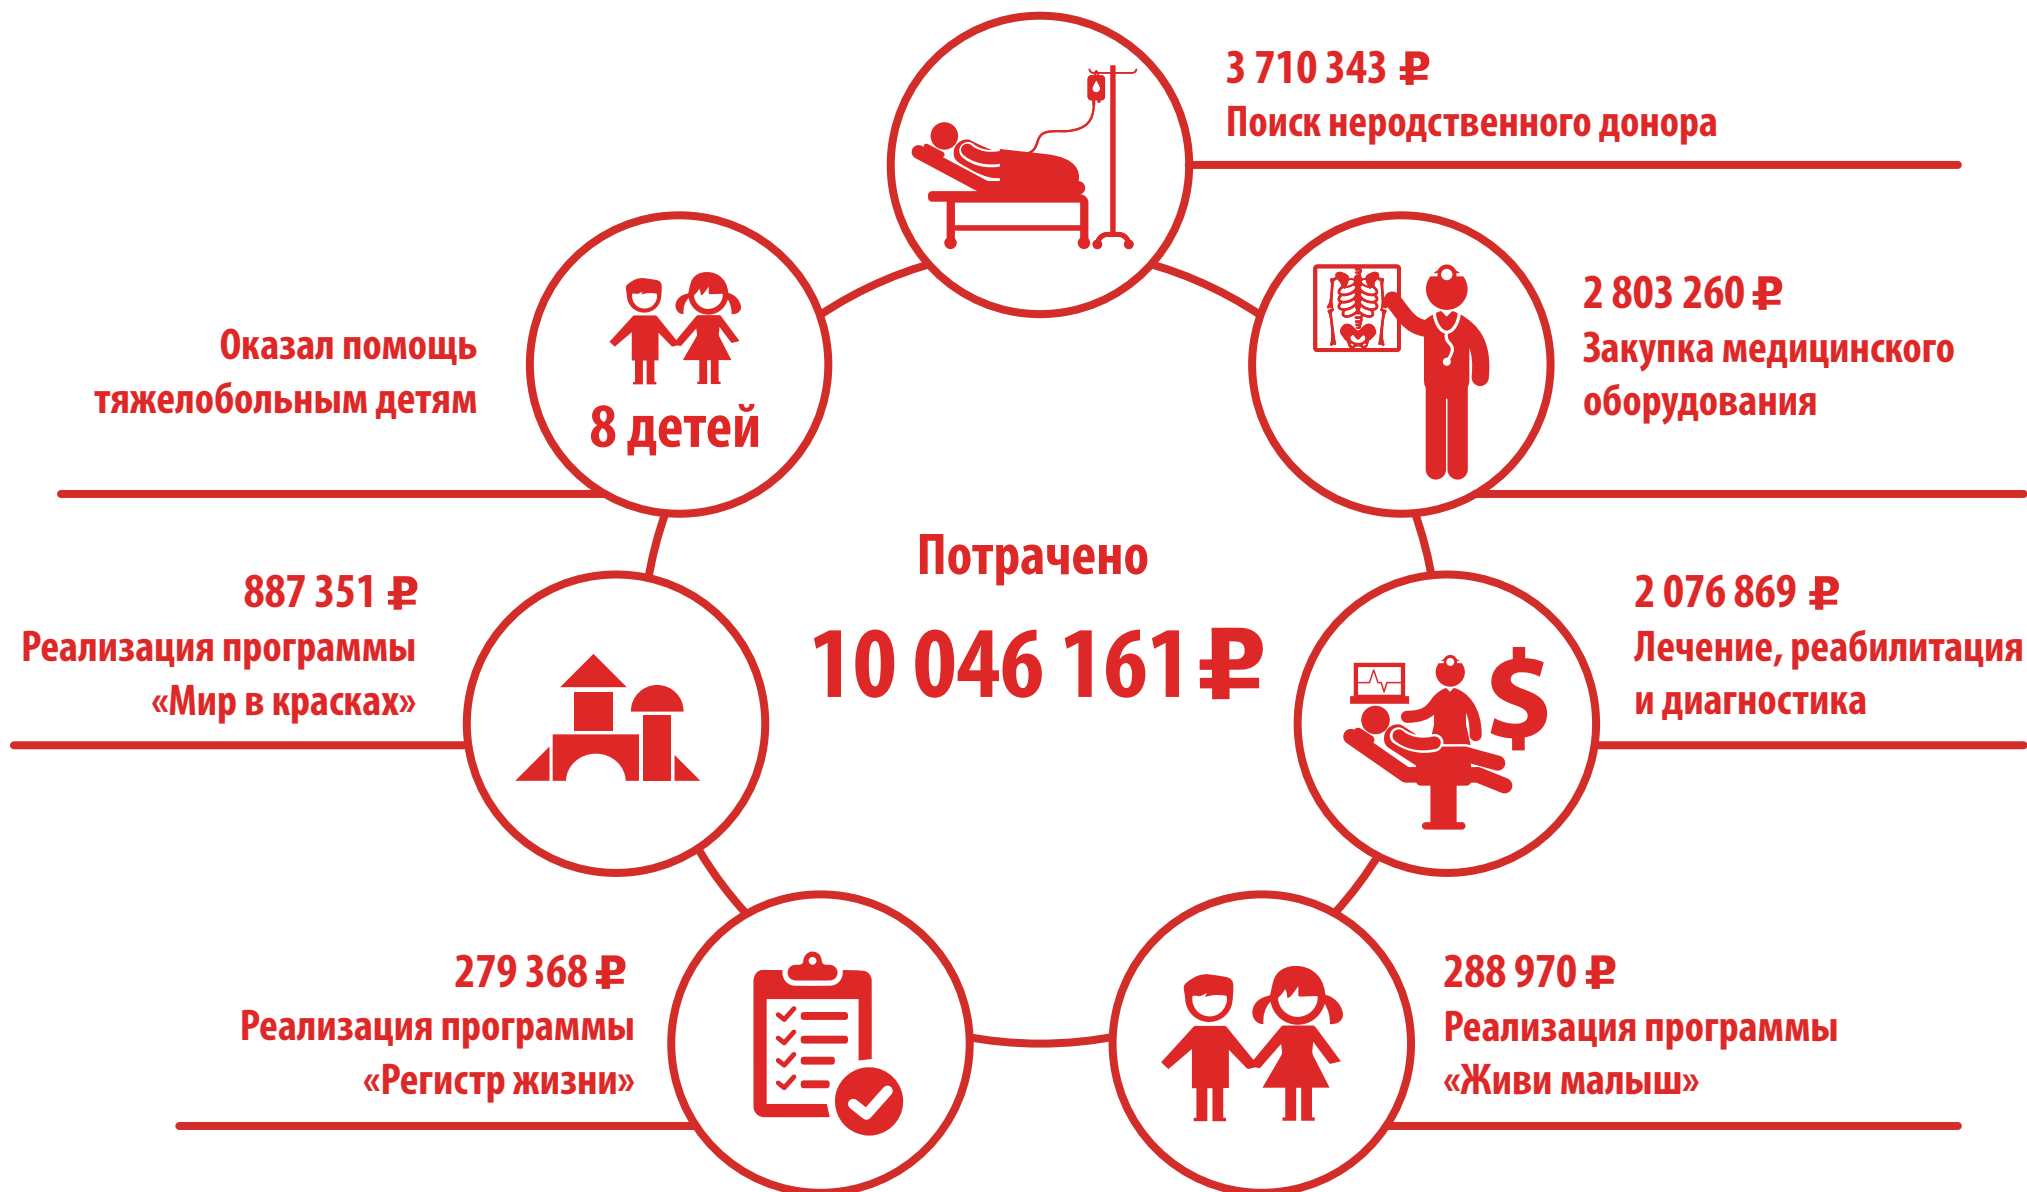 3 710 343 ₽
Поиск неродственного донора
2 803 260 ₽
Закупка медицинского
оборудования
Оказал помощь
тяжелобольным детям
8 детей
Потрачено
10 046 161 ₽
887 351 ₽
Реализация программы
«Мир в красках»
2 076 869 ₽
Лечение, реабилитация
и диагностика
$
279 368 ₽
Реализация программы
«Регистр жизни»
288 970 ₽
Реализация программы
«Живи малыш»